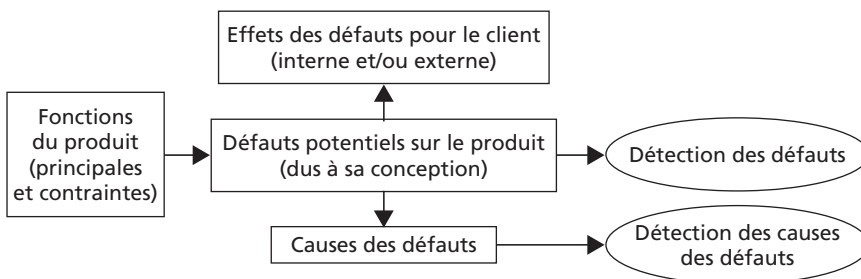 Effets des défauts pour le client
(interne et/ou externe)
Fonctions
du produit
(principales
et contraintes)
Défauts potentiels sur le produit
(dus à sa conception)
Détection des défauts
Causes des défauts
Détection des causes
des défauts